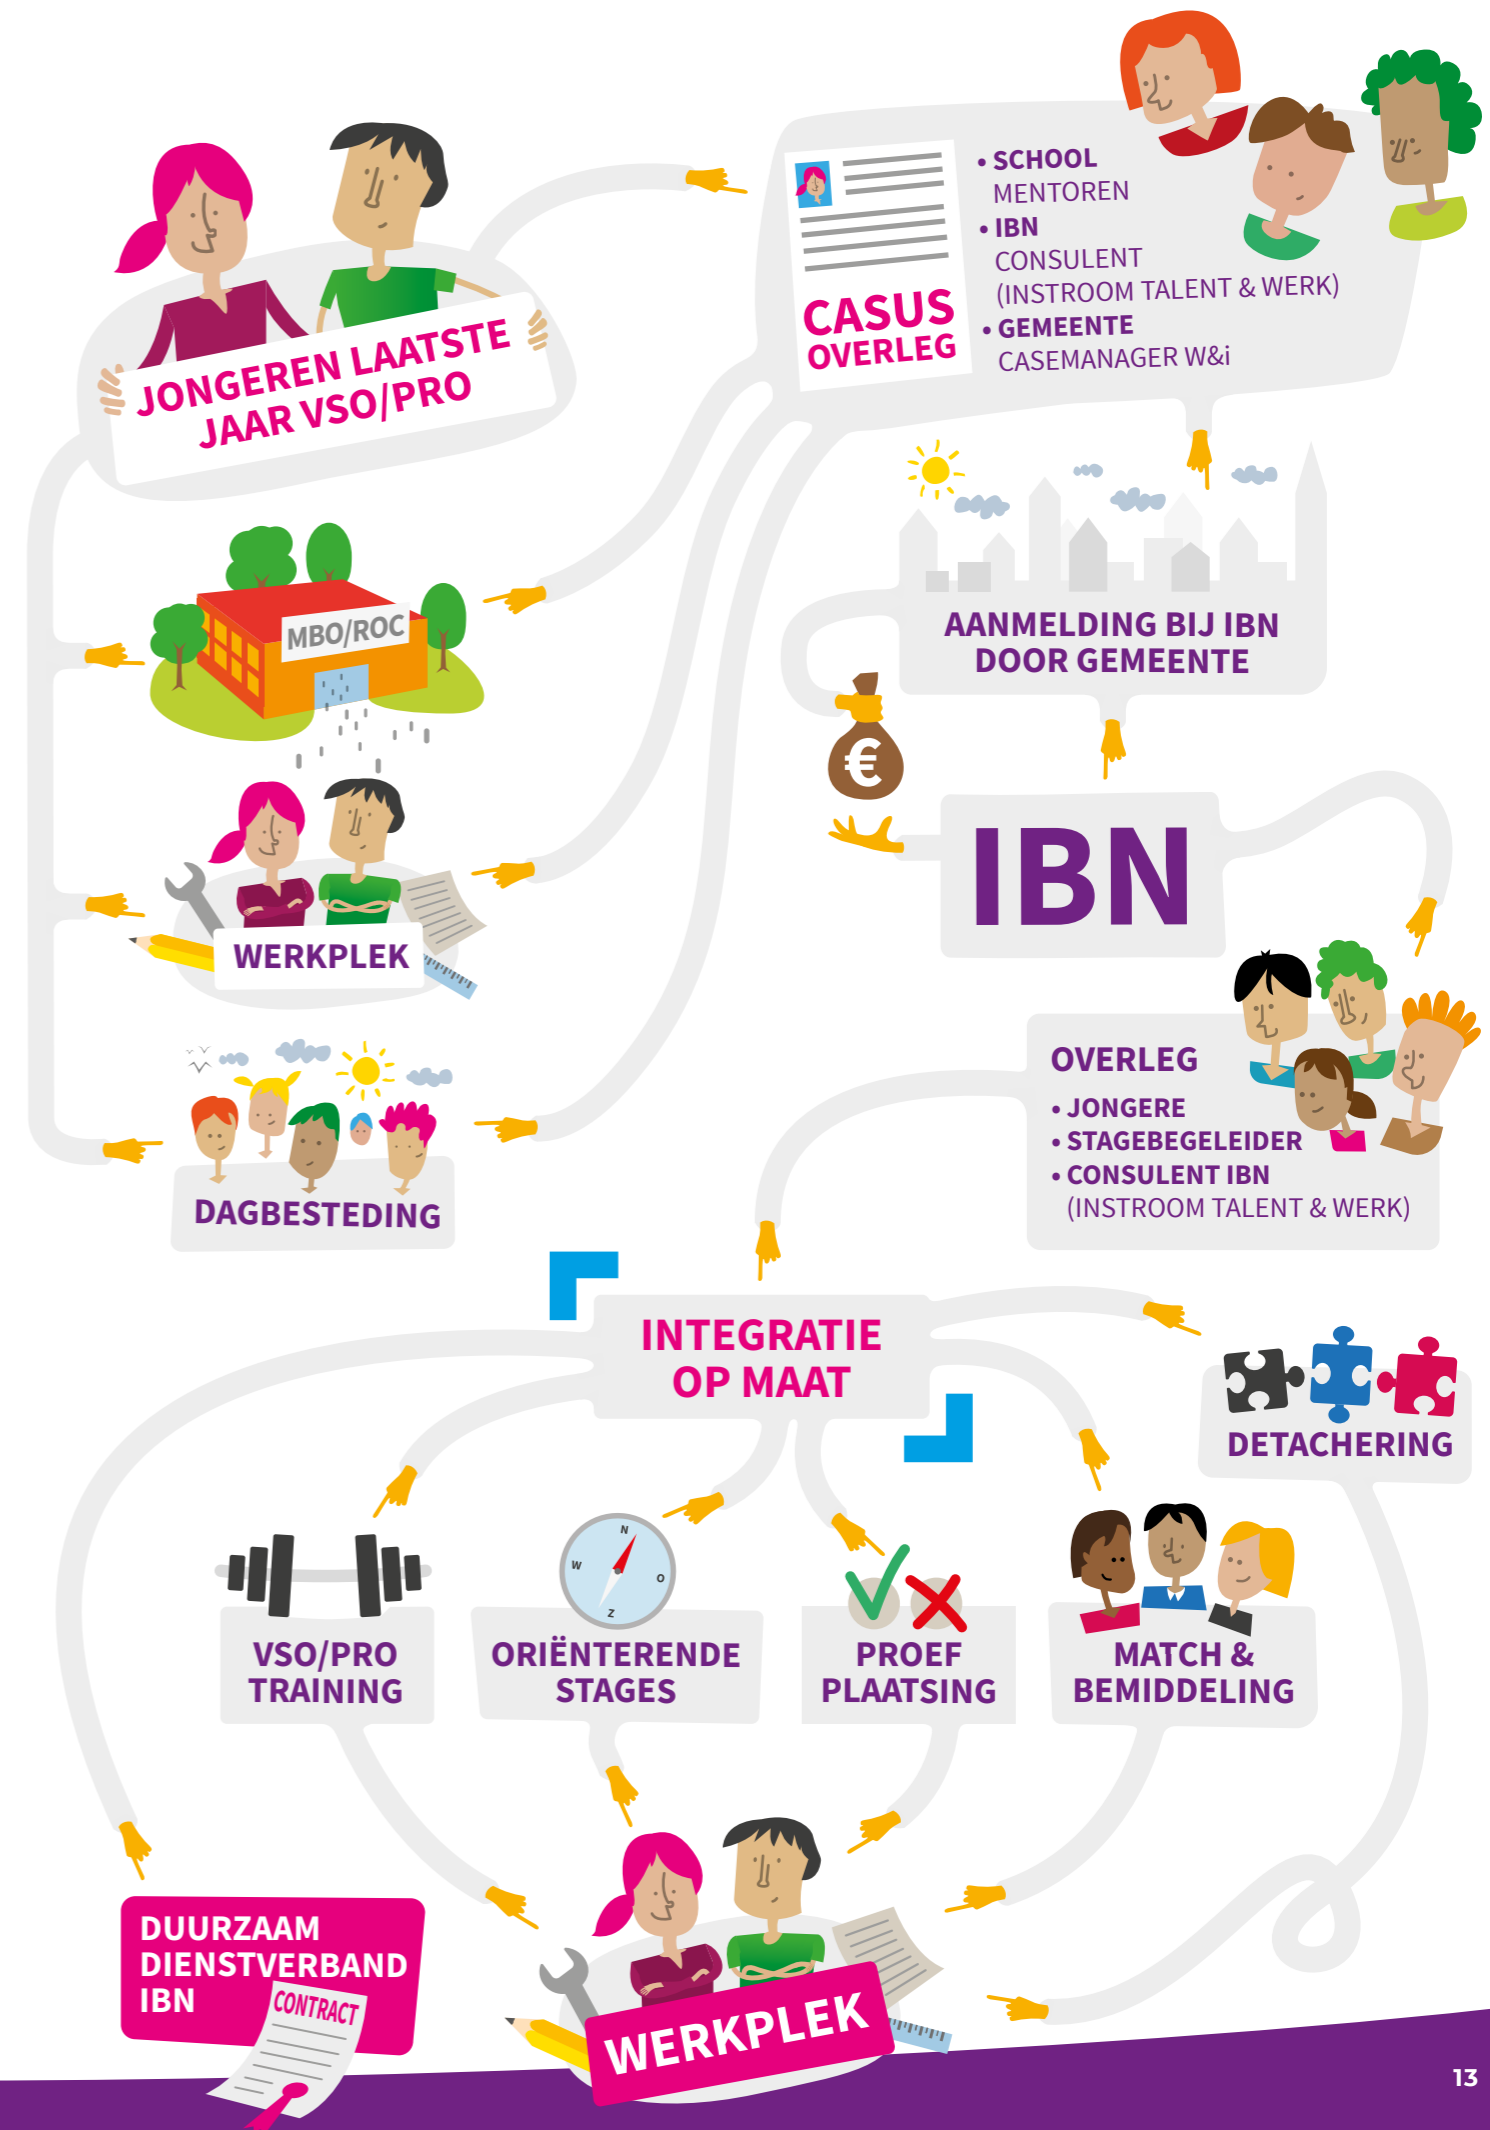 JONGEREN LAATSTE
JAAR VSO/PRO
CASUS
OVERLEG
• SCHOOL
MENTOREN
• IBN
CONSULENT
(INSTROOM TALENT & WERK)
• GEMEENTE
CASEMANAGER W&i
MBO/ROC
WERKPLEK
DAGBESTEDING
AANMELDING BIJ IBN
DOOR GEMEENTE
€
IBN
OVERLEG
• JONGERE
• STAGEBEGELEIDER
• CONSULENT IBN
(INSTROOM TALENT & WERK)
INTEGRATIE
OP MAAT
DETACHERING
VSO/PRO
TRAINING
N
W
O
Z
ORIËNTERENDE
STAGES
PROEF
PLAATSING
MATCH &
BEMIDDELING
DUURZAAM
DIENSTVERBAND
IBN
CONTRACT
WERKPLEK
13